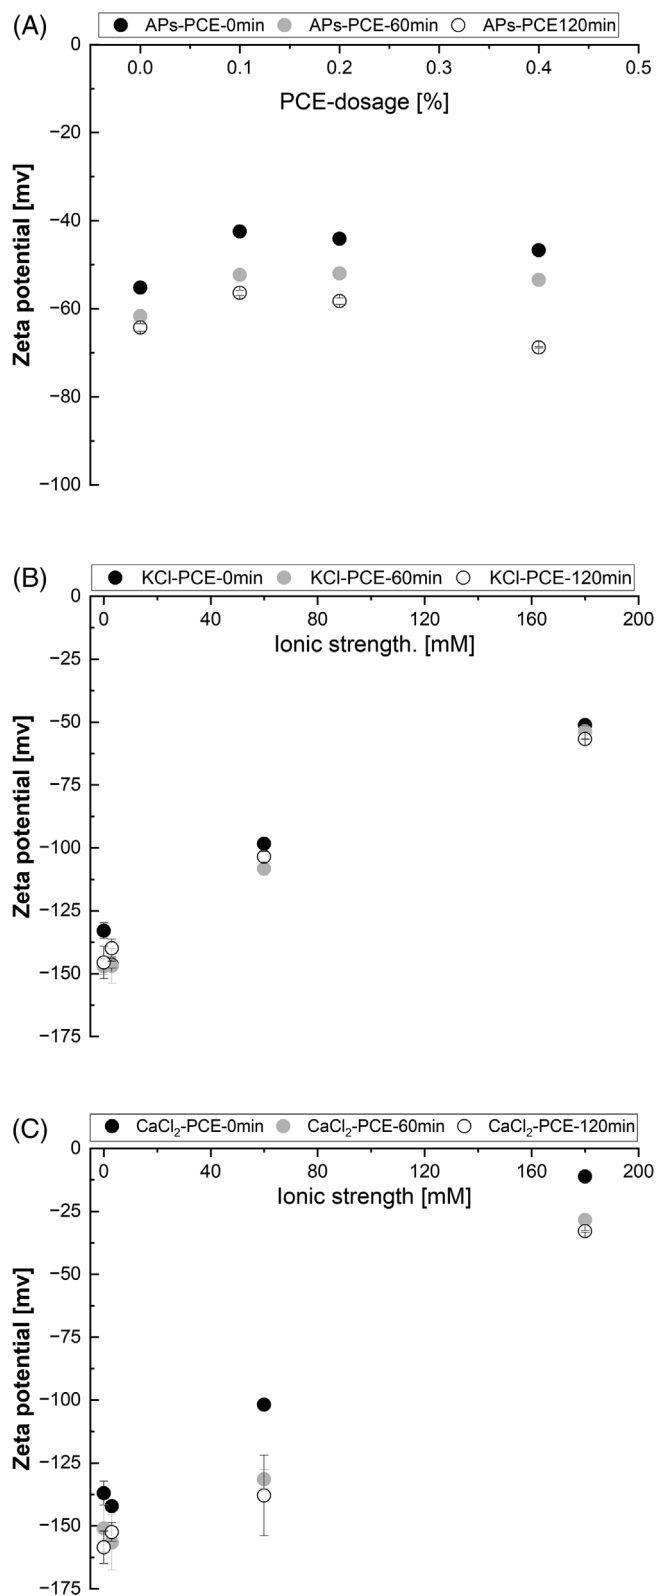 (A)
APs-PCE-0min APs-PCE-60min APs-PCE120min
0
0.0 0.1 0.2 0.3 0.4 0.5
PCE-dosage [%]
−20
−40
−60
−80
−100
Zeta potential [mv]
(B)
KCl-PCE-0min KCl-PCE-60min KCl-PCE-120min
0
0 40 80 120 160 200
Ionic strength. [mM]
−25
−50
−75
−100
−125
−150
−175
Zeta potential [mv]
(C)
CaCl₂-PCE-0min CaCl₂-PCE-60min CaCl₂-PCE-120min
0
0 40 80 120 160 200
Ionic strength [mM]
−25
−50
−75
−100
−125
−150
−175
Zeta potential [mv]